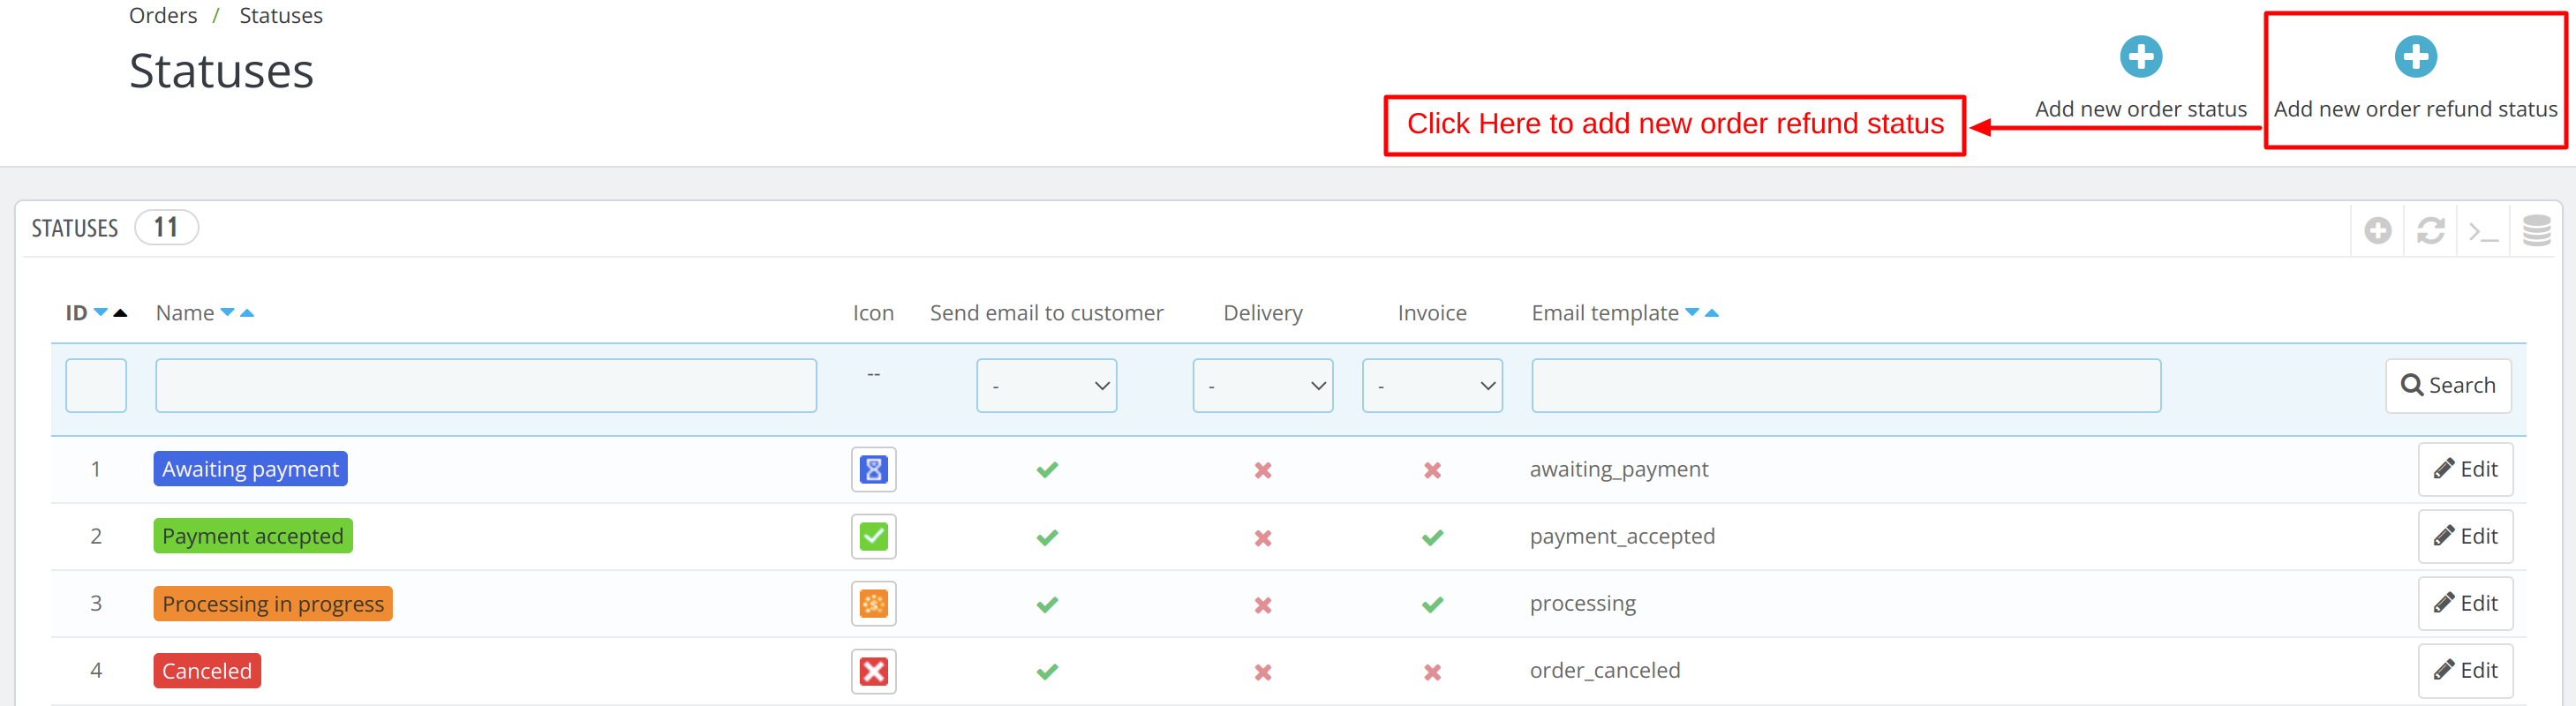 Orders / Statuses
Statuses
Add new order status
Add new order refund status
Click Here to add new order refund status
STATUSES 11
ID Name Icon Send email to customer Delivery Invoice Email template
-- - - - Search
1 Awaiting payment awaiting_payment Edit
2 Payment accepted payment_accepted Edit
3 Processing in progress processing Edit
4 Canceled order_canceled Edit